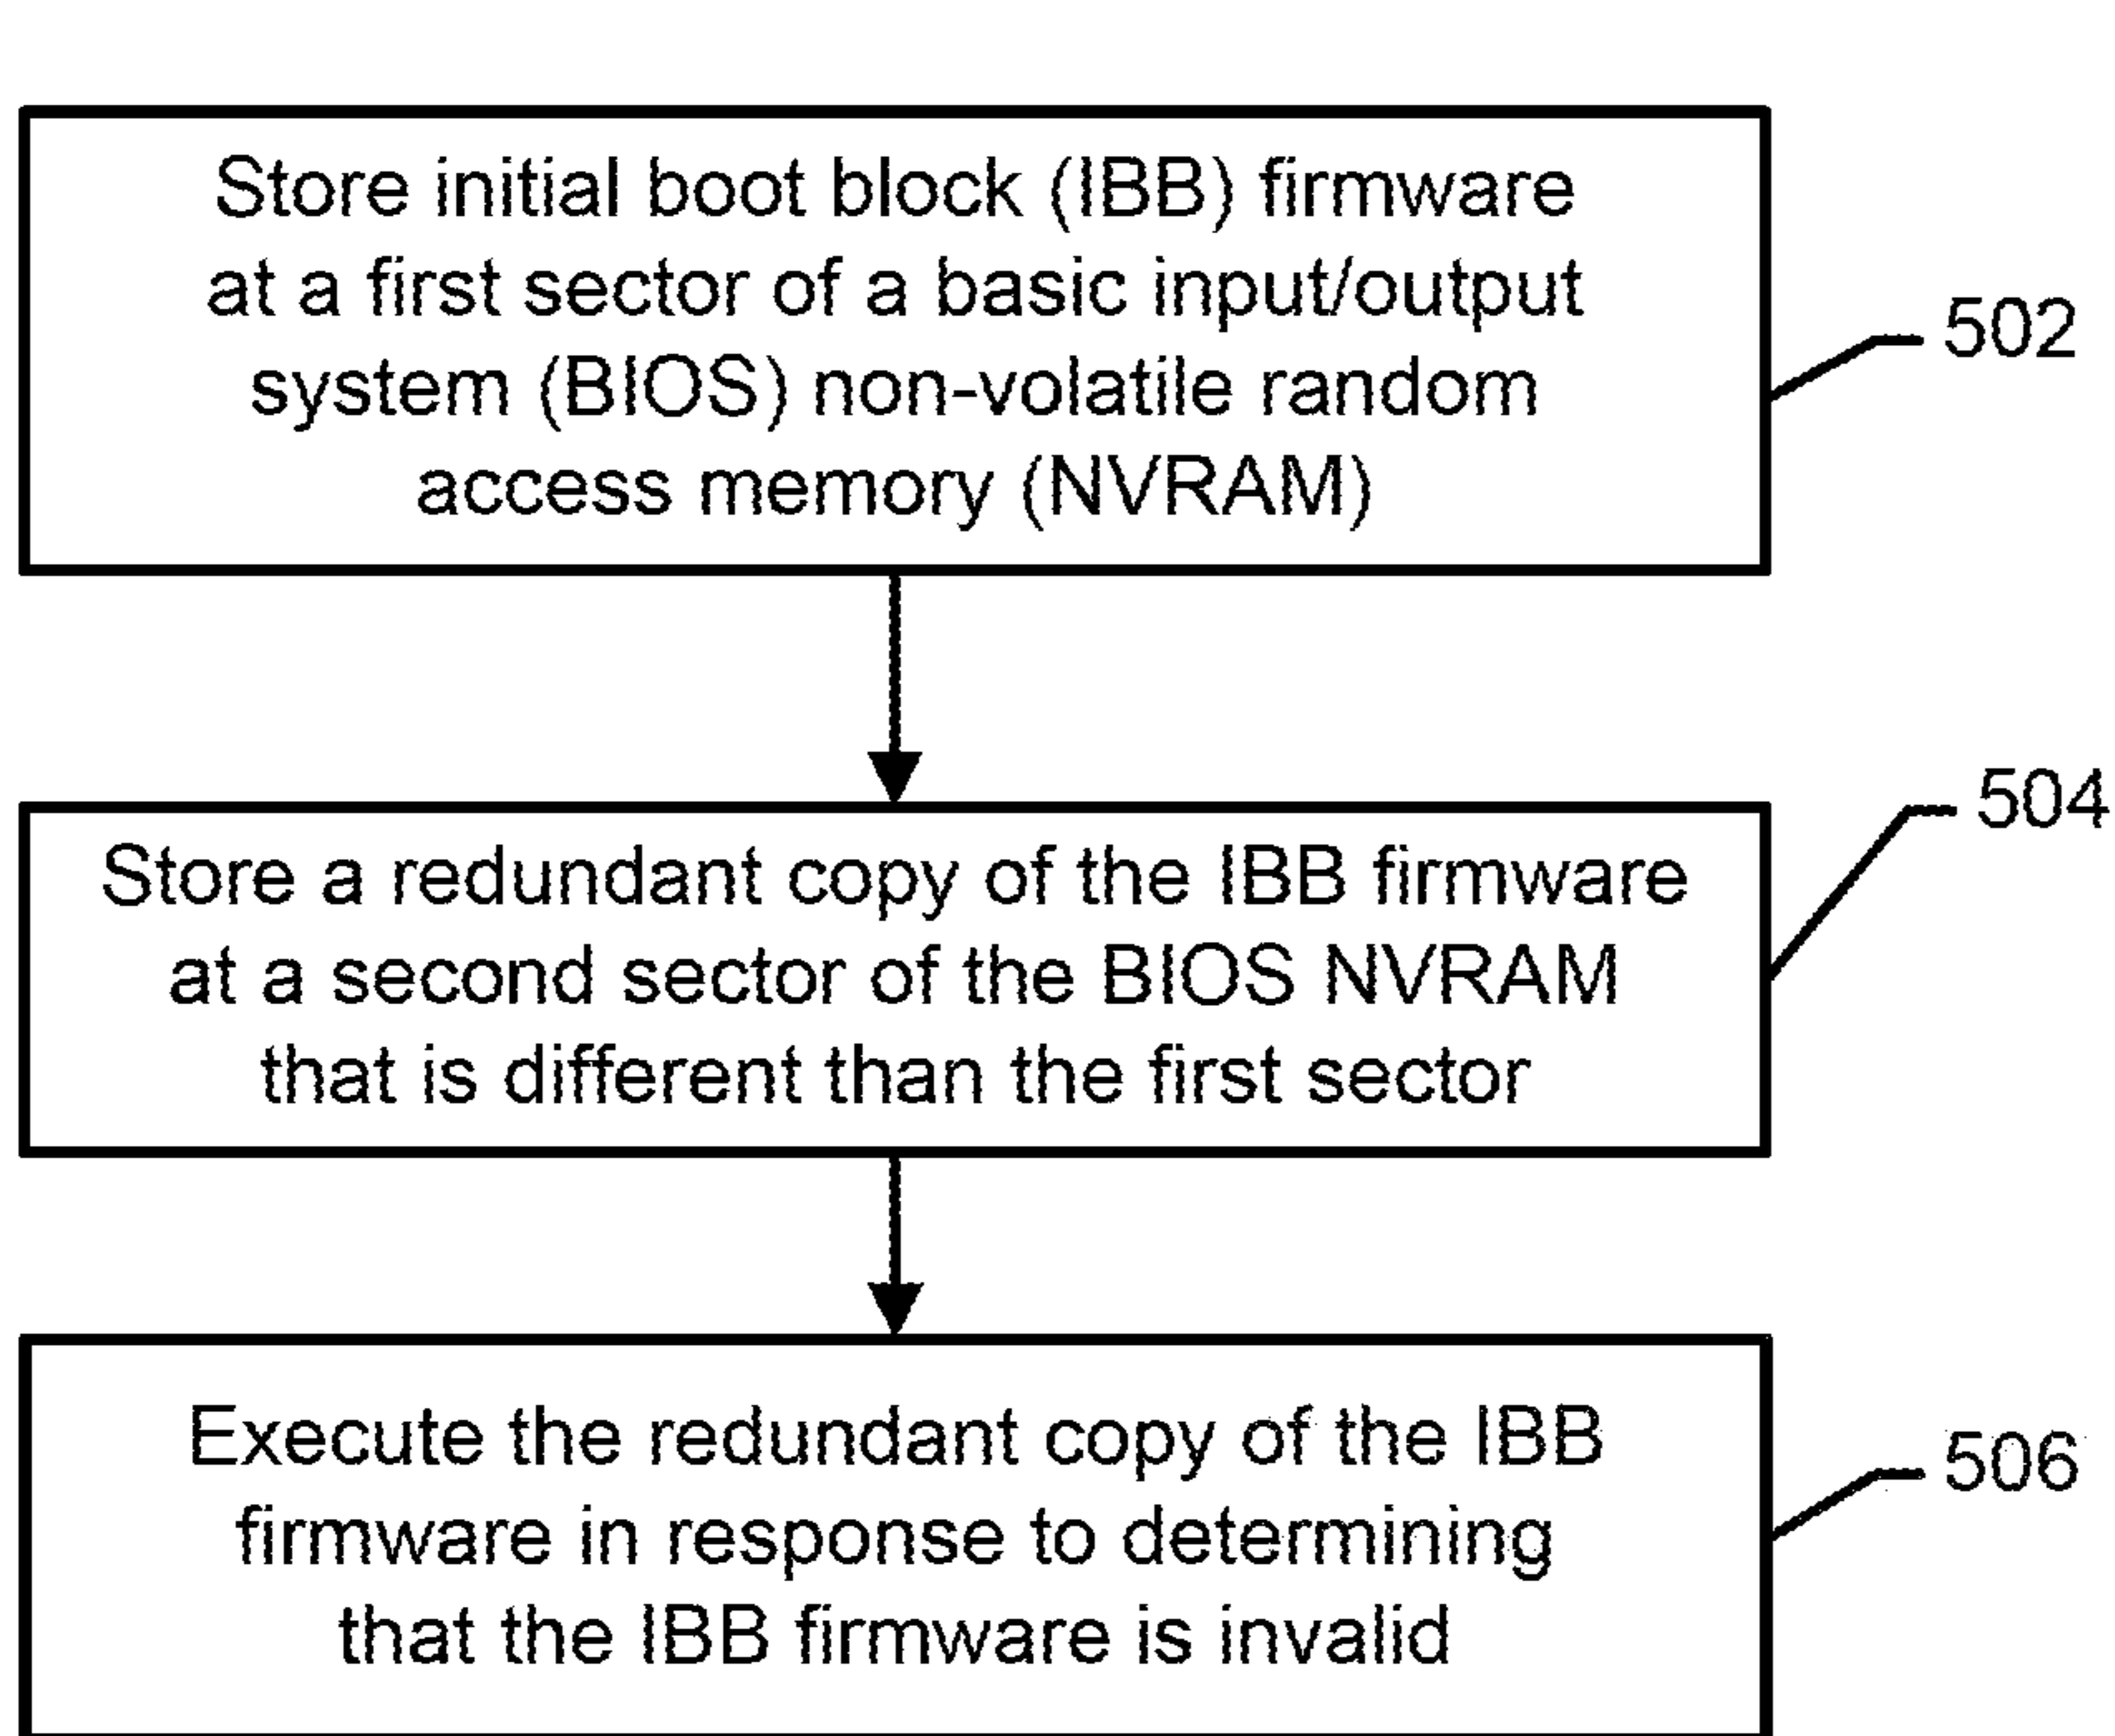 Store initial boot block (IBB) firmware
at a first sector of a basic input/output
system (BIOS) non-volatile random
access memory (NVRAM)
502
Store a redundant copy of the IBB firmware
at a second sector of the BIOS NVRAM
that is different than the first sector
504
Execute the redundant copy of the IBB
firmware in response to determining
that the IBB firmware is invalid
506